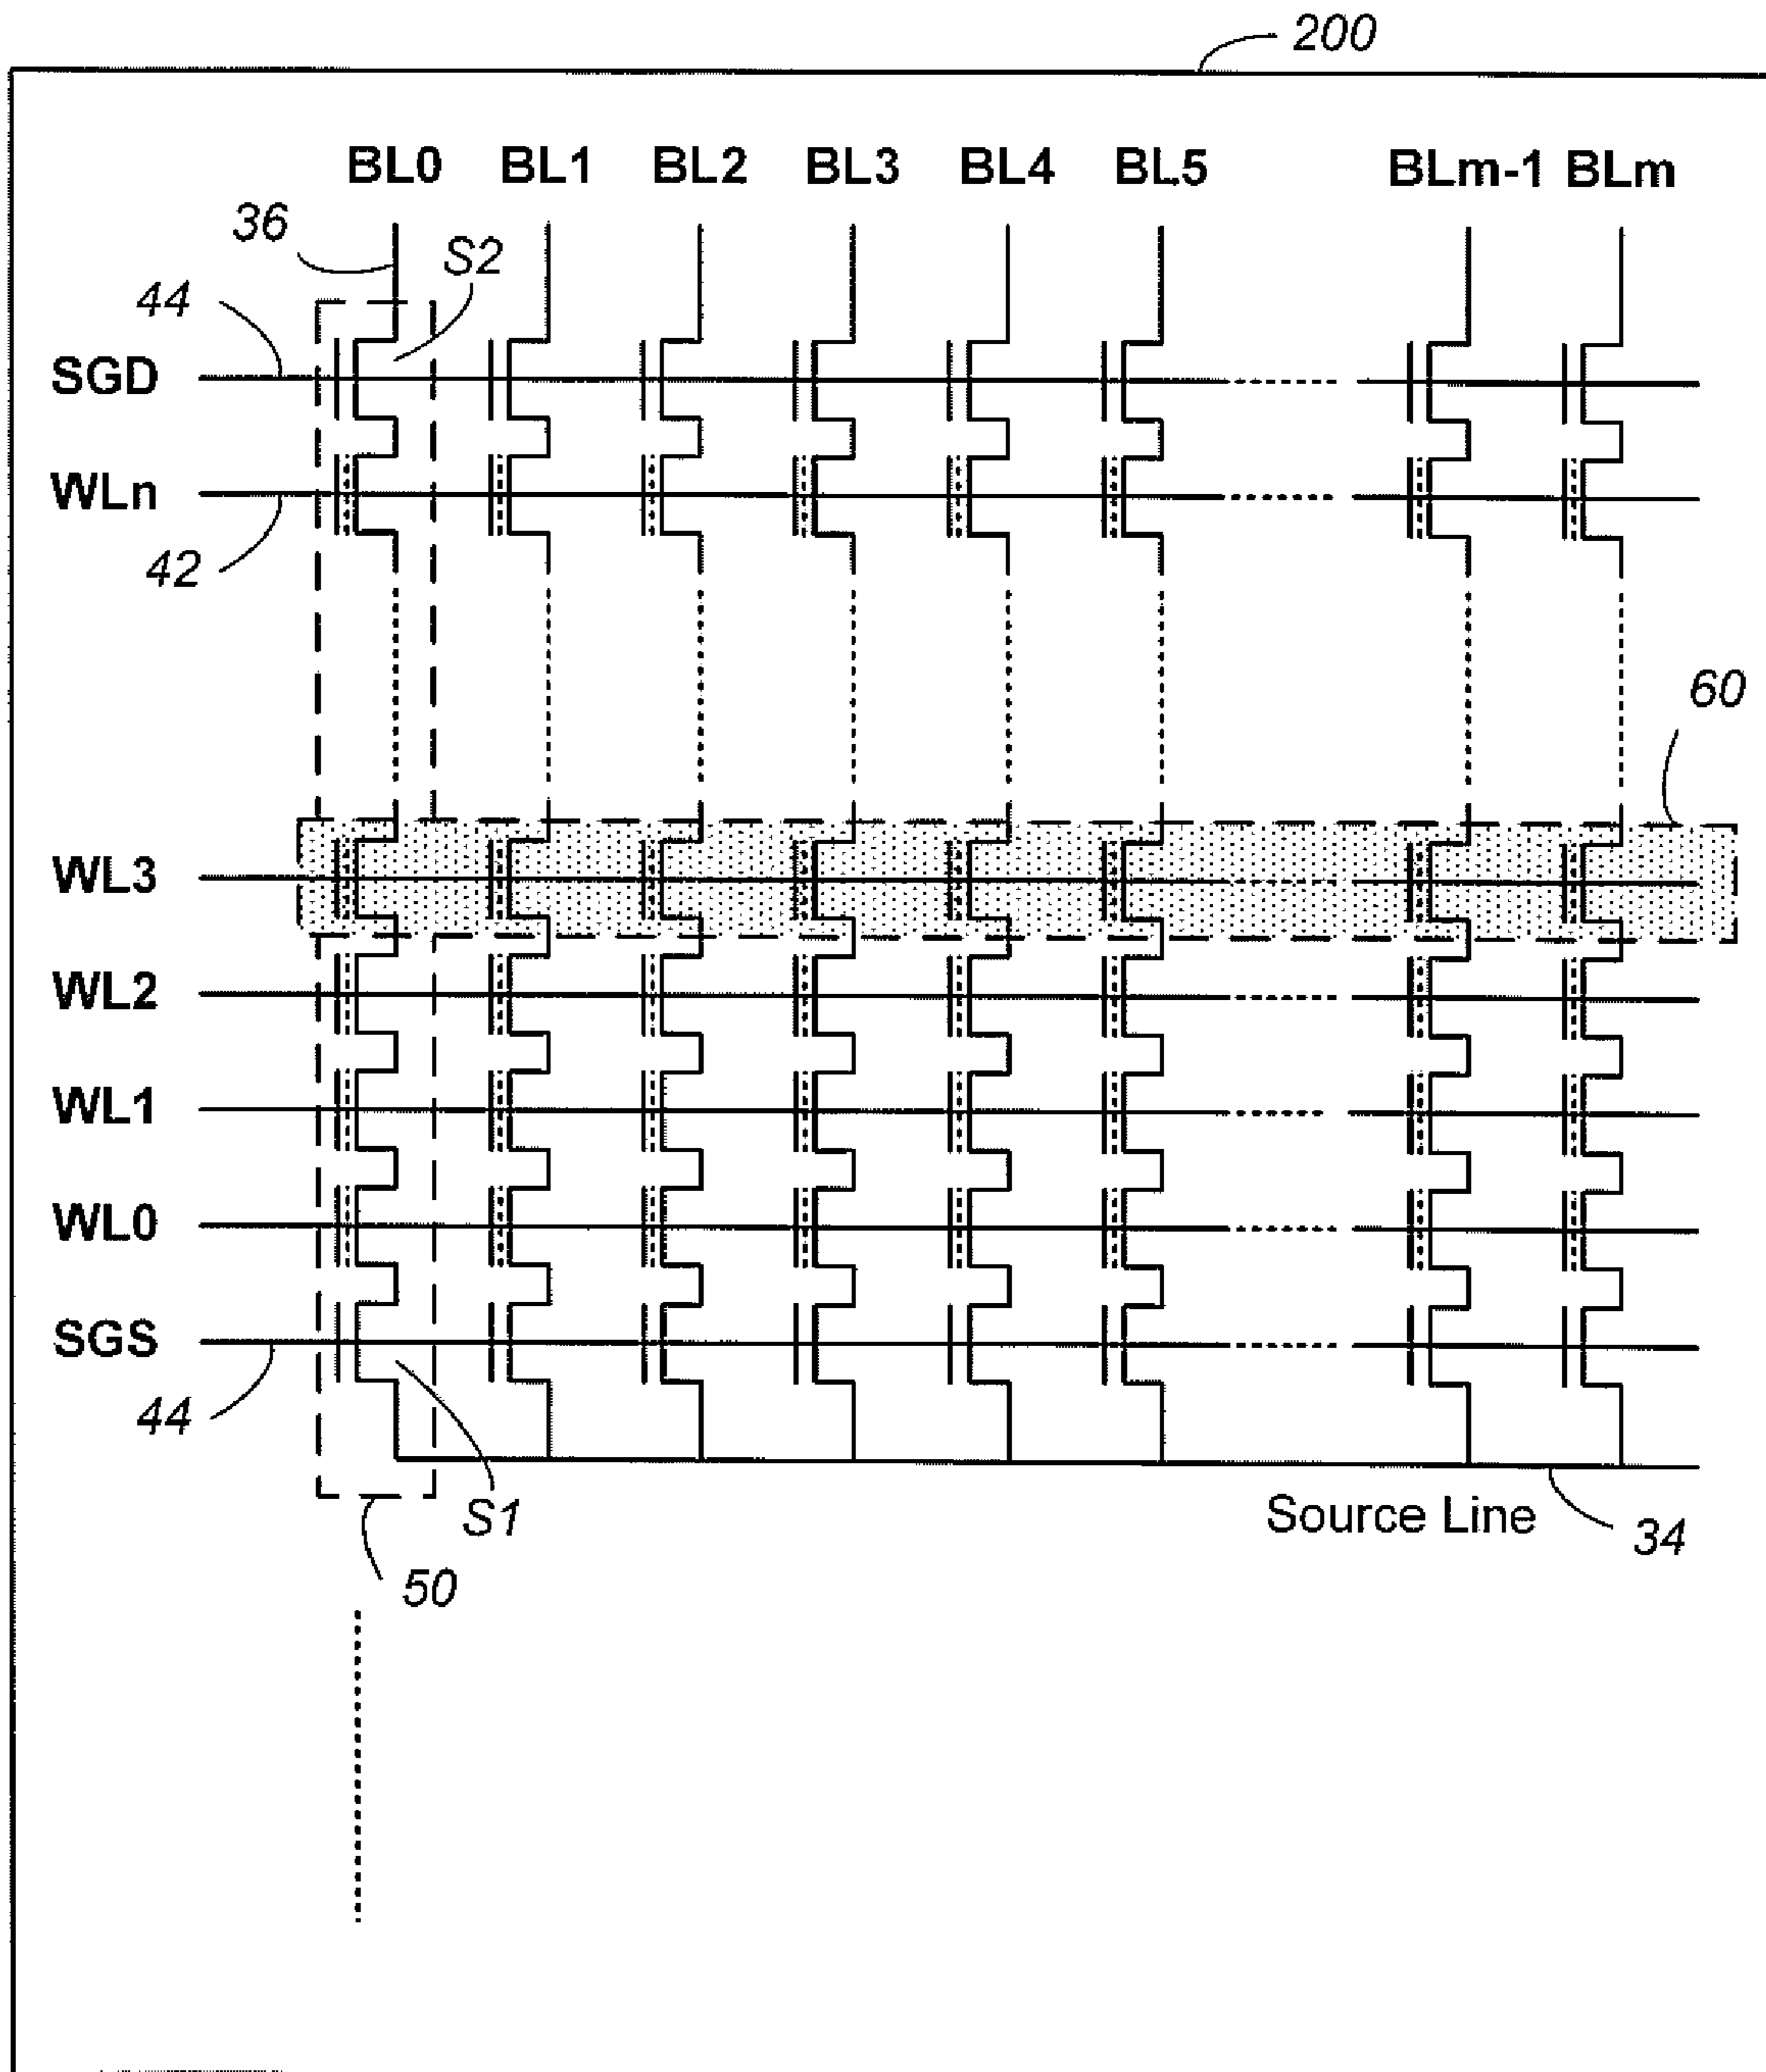 200
BL0 BL1 BL2 BL3 BL4 BL5 BLm-1 BLm
36
S2
44
SGD
WLn
42
60
WL3
WL2
WL1
WL0
SGS
44
S1
Source Line
34
50